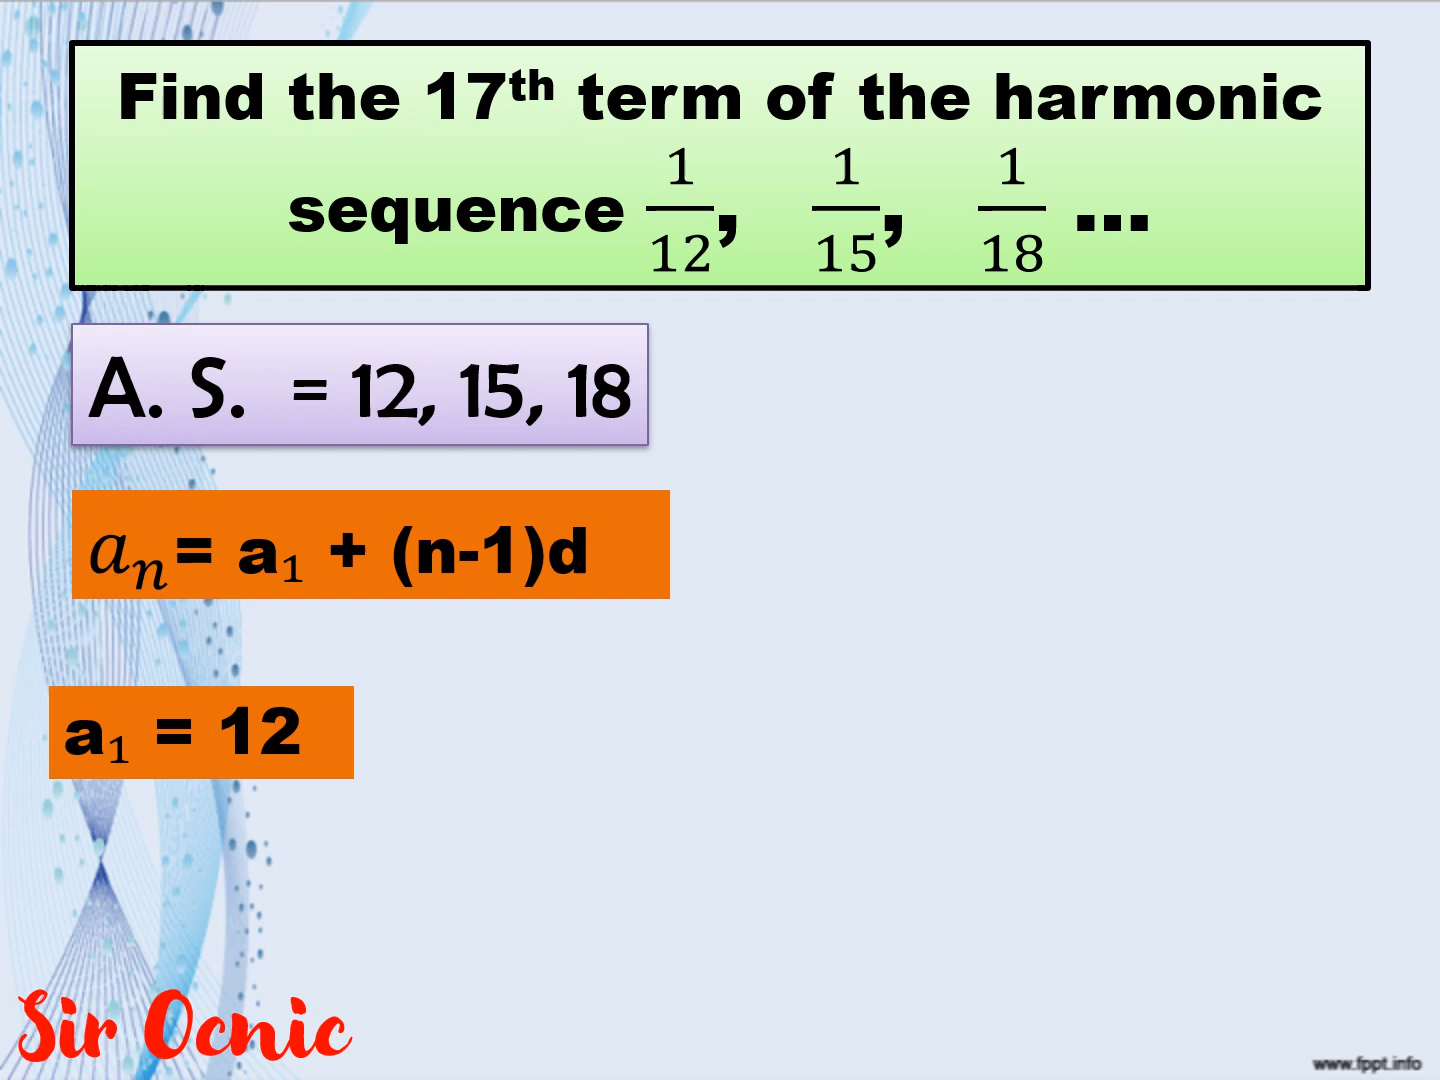 Find the 17th term of the harmonic
sequence 1/12, 1/15, 1/18 ...
A. S. = 12, 15, 18
aₙ = a₁ + (n-1)d
a₁ = 12
Sir Ocnic
www.fppt.info